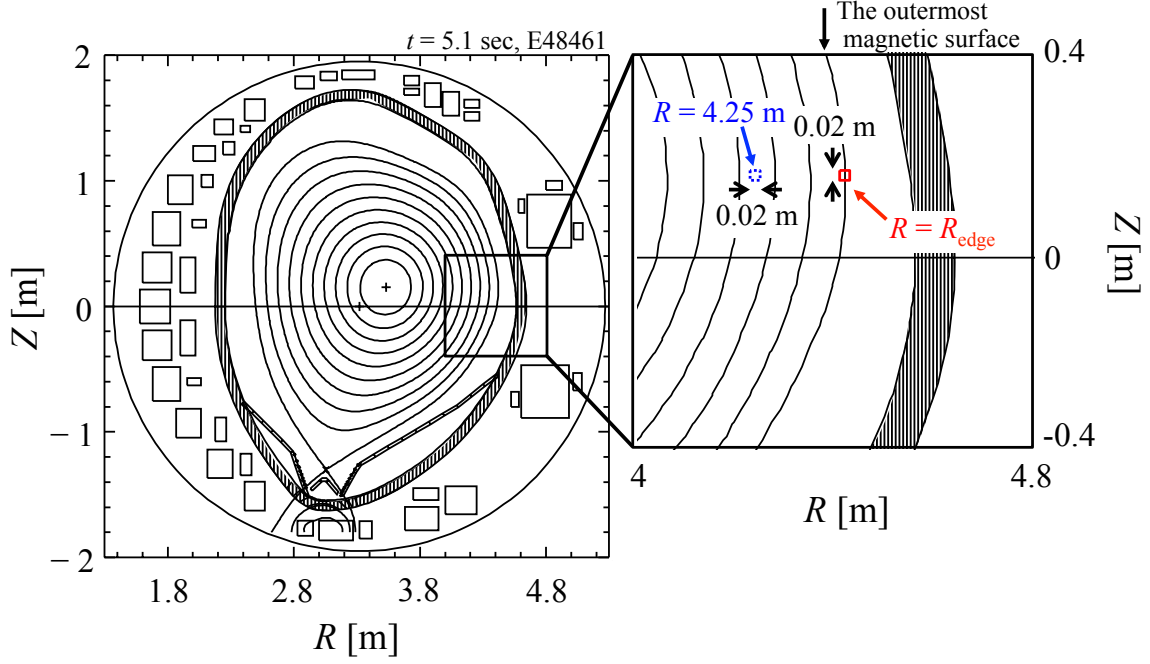 t = 5.1 sec, E48461
The outermost
magnetic surface
2
1
0
− 1
− 2
Z [m]
1.8 2.8 3.8 4.8
R [m]
R = 4.25 m
0.02 m
0.02 m
R = R_edge
0.4
0
-0.4
Z [m]
4 4.8
R [m]